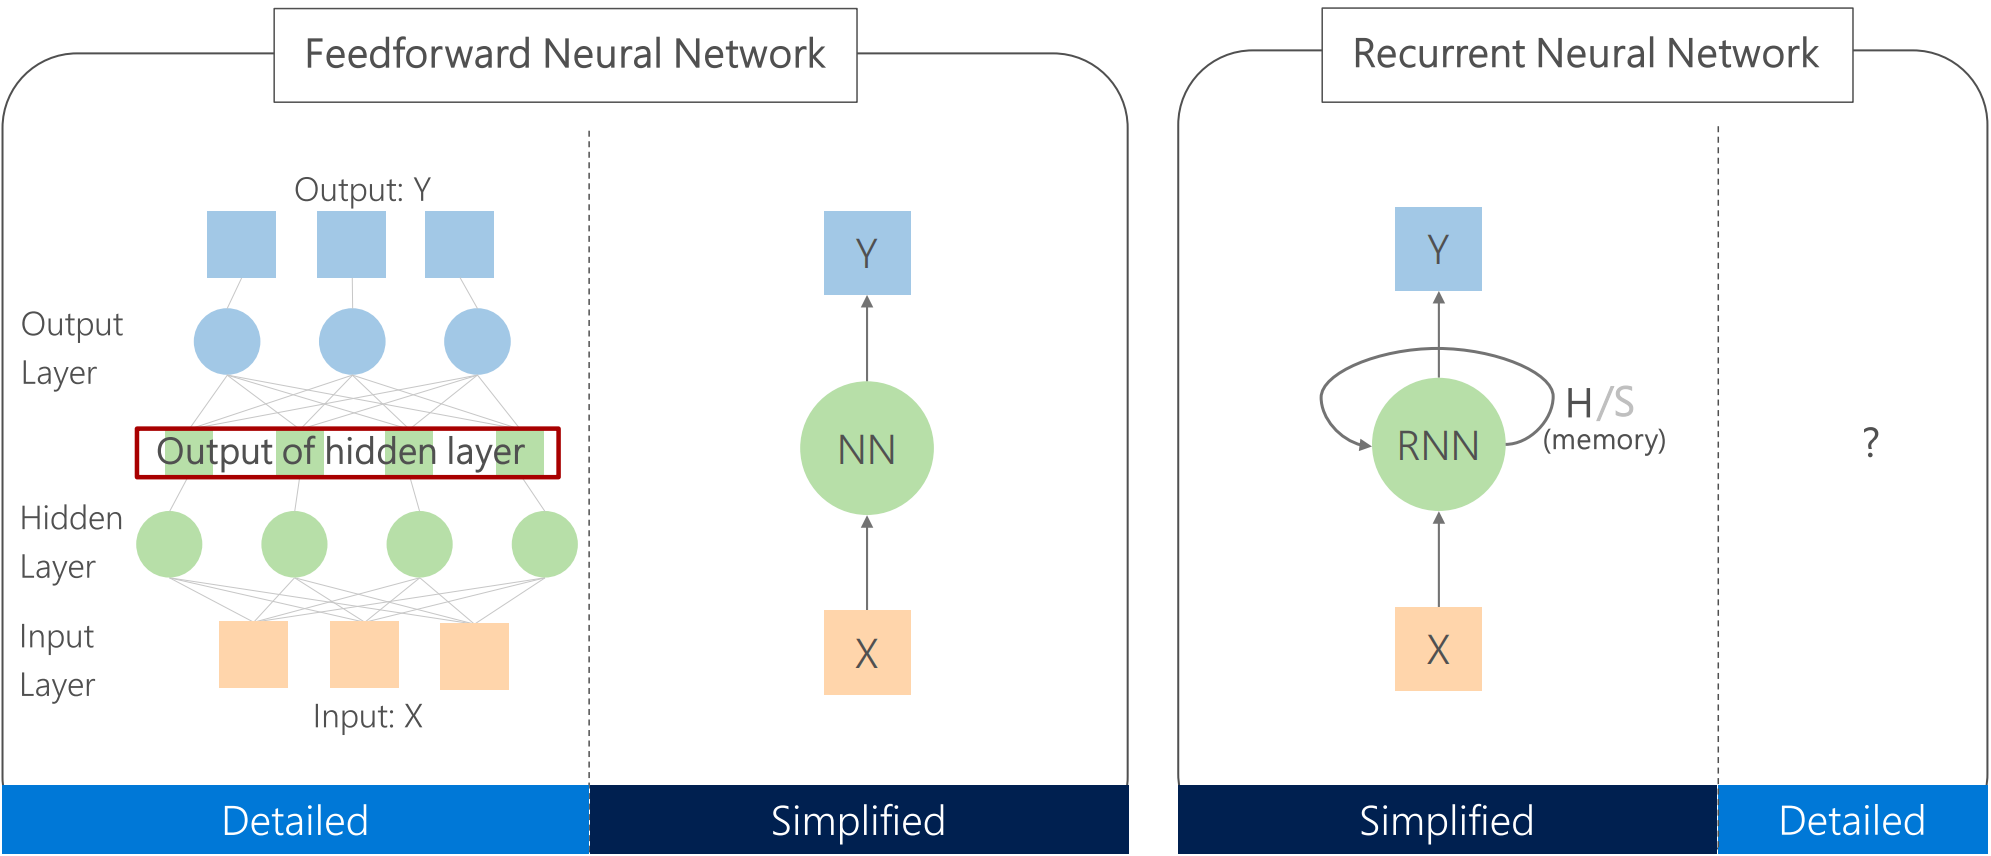 Feedforward Neural Network
Output: Y
Output
Layer
Output of hidden layer
Hidden
Layer
Input
Layer
Input: X
Y
NN
X
Detailed
Simplified
Recurrent Neural Network
Y
H/S
(memory)
RNN
X
?
Simplified
Detailed